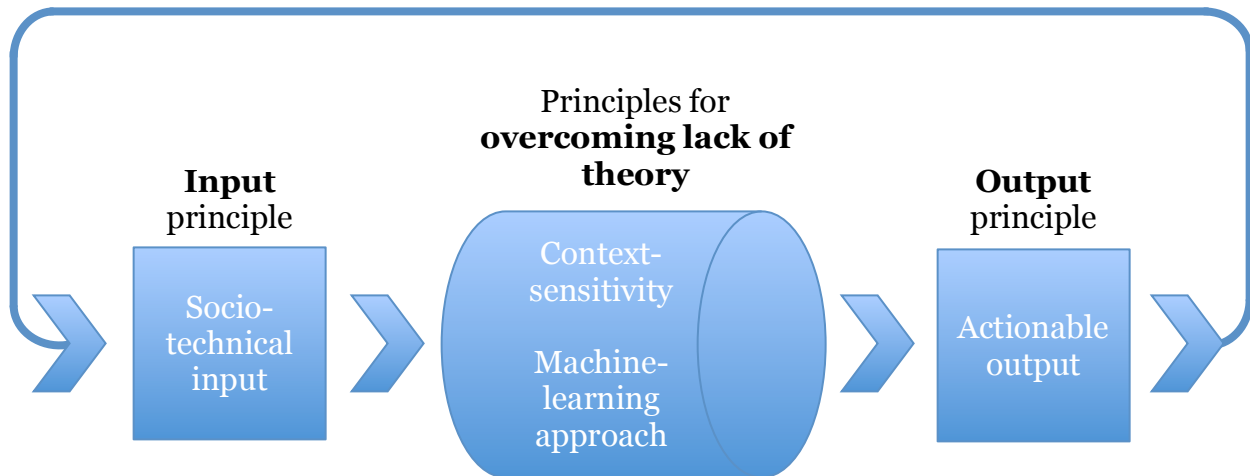 Principles for
overcoming lack of
theory
Input
principle
Output
principle
Socio-
technical
input
Context-
sensitivity
Machine-
learning
approach
Actionable
output